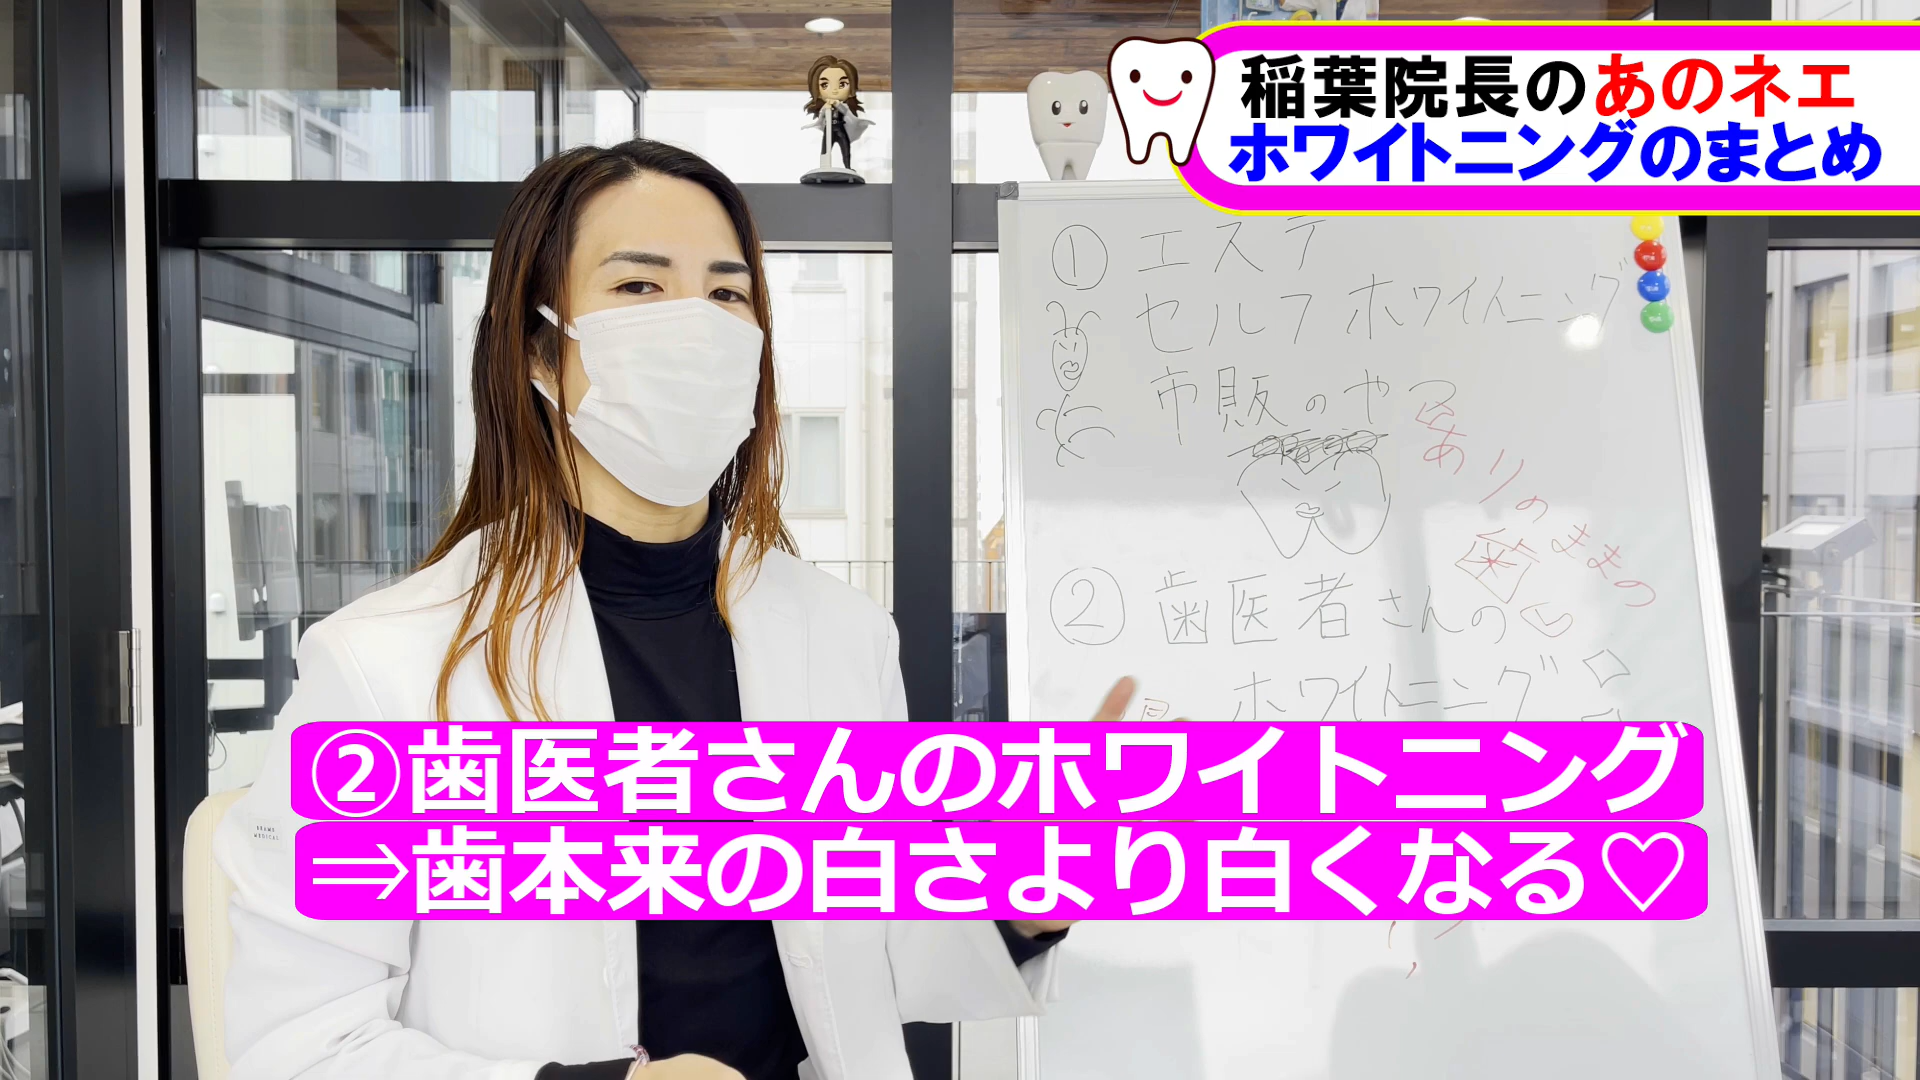 稲葉院長のあのネエ
ホワイトニングのまとめ
① エステ
セルフホワイトニング
市販のやつ
ありのままの
歯
② 歯医者さんの
ホワイトニング
②歯医者さんのホワイトニング
⇒歯本来の白さより白くなる♡